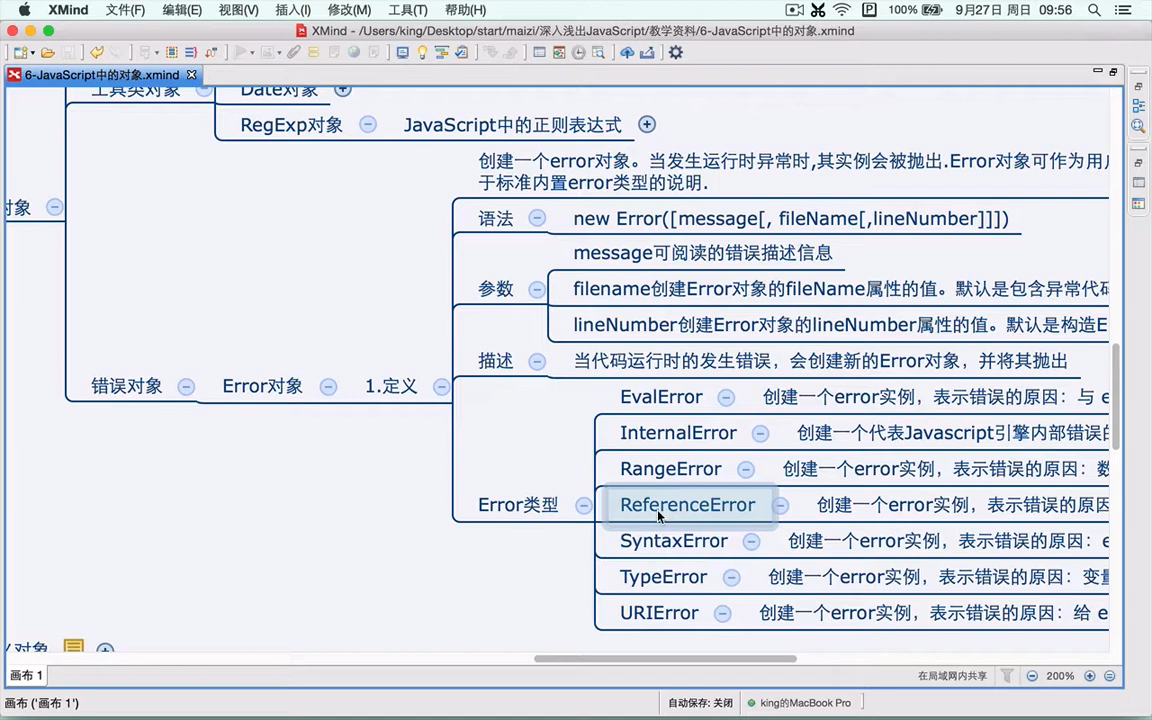 XMind 文件(F) 编辑(E) 视图(V) 插入(I) 修改(M) 工具(T) 帮助(H) 100% 9月27日 周日 09:56
XMind - /Users/king/Desktop/start/maizi/深入浅出JavaScript/教学资料/6-JavaScript中的对象.xmind
6-JavaScript中的对象.xmind
工具类对象 Date对象
RegExp对象 JavaScript中的正则表达式
创建一个error对象。当发生运行时异常时,其实例会被抛出.Error对象可作为用
于标准内置error类型的说明.
对象
语法 new Error([message[, fileName[,lineNumber]]])
message可阅读的错误描述信息
参数 filename创建Error对象的fileName属性的值。默认是包含异常代码
lineNumber创建Error对象的lineNumber属性的值。默认是构造E
描述 当代码运行时的发生错误，会创建新的Error对象，并将其抛出
错误对象 Error对象 1.定义
EvalError 创建一个error实例，表示错误的原因：与 e
InternalError 创建一个代表Javascript引擎内部错误的
RangeError 创建一个error实例，表示错误的原因：数
Error类型 ReferenceError 创建一个error实例，表示错误的原因
SyntaxError 创建一个error实例，表示错误的原因：e
TypeError 创建一个error实例，表示错误的原因：变量
URIError 创建一个error实例，表示错误的原因：给 e
对象
画布 1
在局域网内共享 200%
画布 ('画布 1') 自动保存: 关闭 king的MacBook Pro